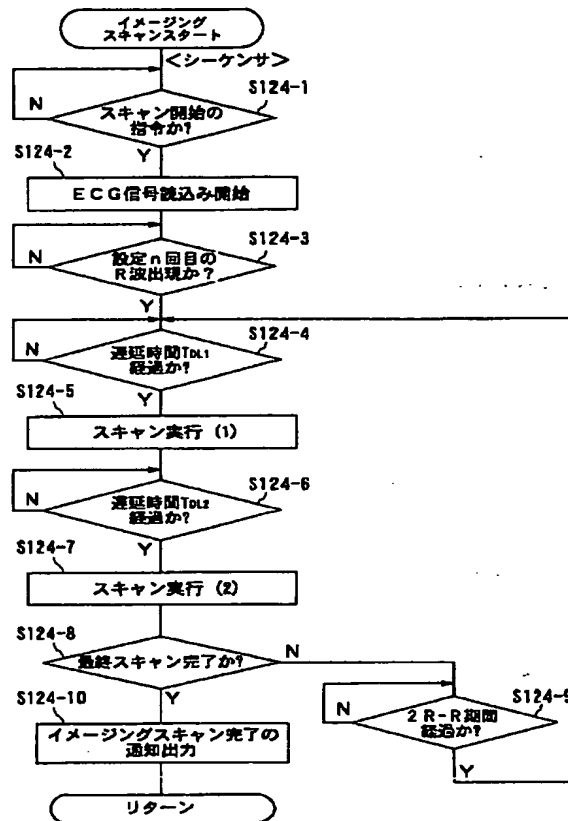 イメージング
スキャンスタート
<シーケンサ>
S124-1
N
スキャン開始の
指令か?
Y
S124-2
ECG信号読込み開始
S124-3
N
設定n回目の
R波出現か?
Y
S124-4
N
遅延時間TDL1
経過か?
Y
S124-5
スキャン実行 (1)
S124-6
N
遅延時間TDL2
経過か?
Y
S124-7
スキャン実行 (2)
S124-8
最終スキャン完了か?
N
Y
S124-9
N
2R-R期間
経過か?
Y
S124-10
イメージングスキャン完了の
通知出力
リターン